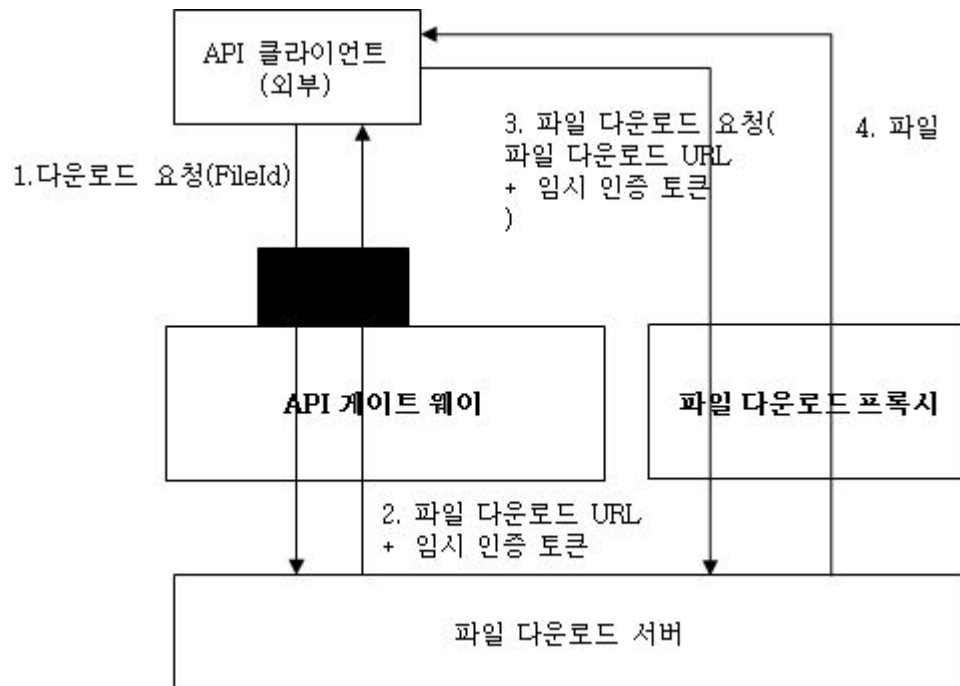 API 클라이언트
(외부)
1.다운로드 요청(FileId)
3. 파일 다운로드 요청(
파일 다운로드 URL
+ 임시 인증 토큰
)
4. 파일
API 게이트 웨이
파일 다운로드 프록시
2. 파일 다운로드 URL
+ 임시 인증 토큰
파일 다운로드 서버